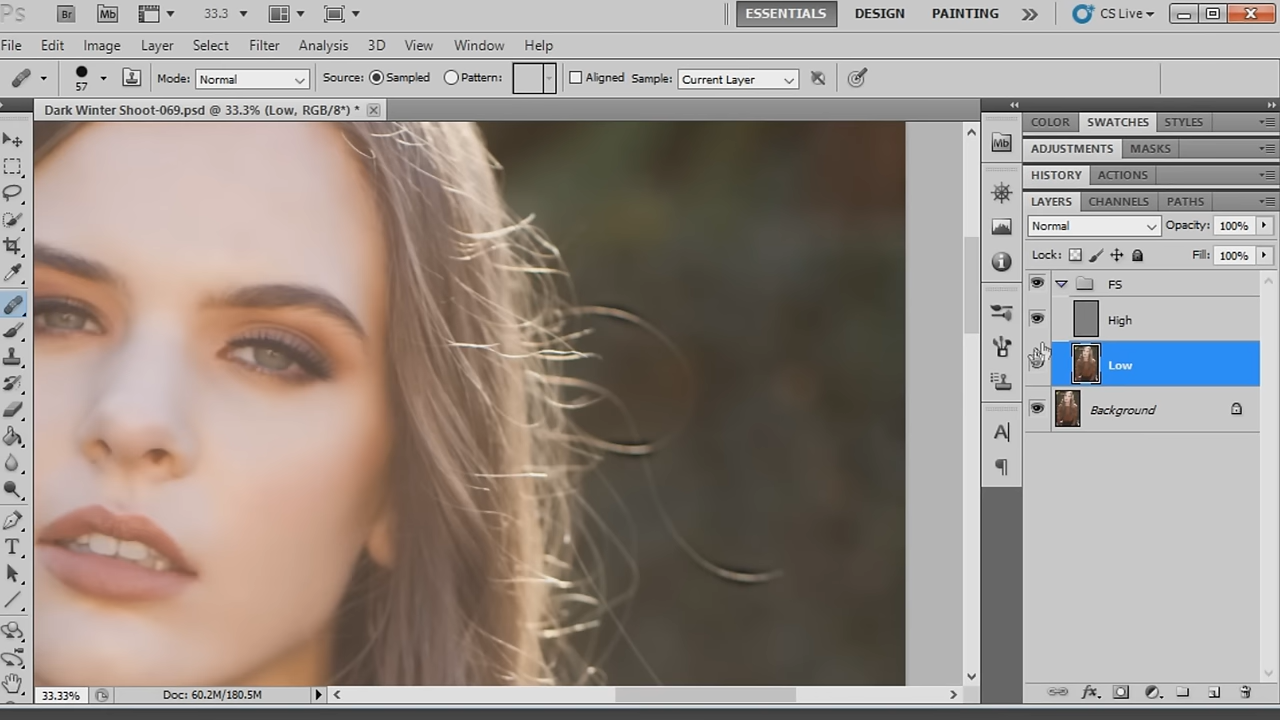 Ps Br Mb 33.3 ESSENTIALS DESIGN PAINTING CS Live
File Edit Image Layer Select Filter Analysis 3D View Window Help
57 Mode: Normal Source: Sampled Pattern: Aligned Sample: Current Layer
Dark Winter Shoot-069.psd @ 33.3% (Low, RGB/8*) *
COLOR SWATCHES STYLES
Mb
ADJUSTMENTS MASKS
HISTORY ACTIONS
LAYERS CHANNELS PATHS
Normal Opacity: 100%
Lock: Fill: 100%
FS
High
Low
Background
33.33% Doc: 60.2M/180.5M